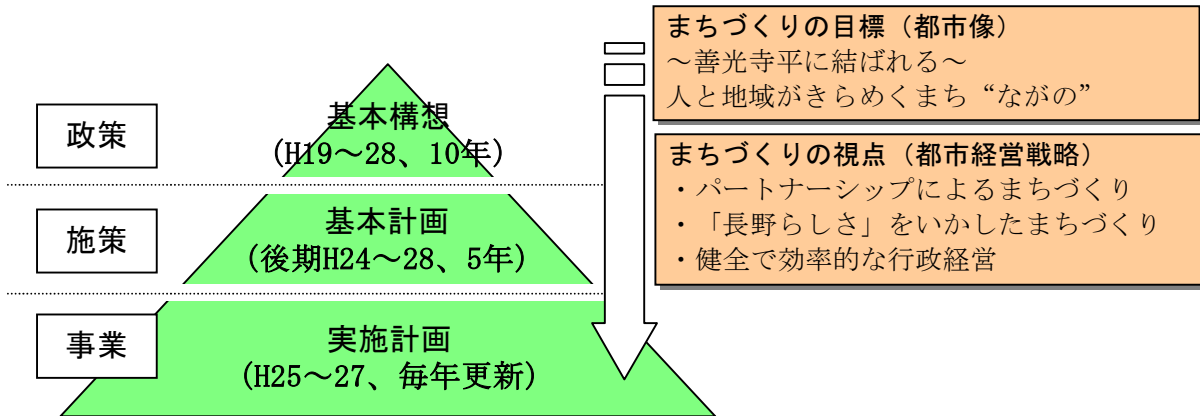 政策
基本構想
(H19～28、10年)
施策
基本計画
(後期H24～28、5年)
事業
実施計画
(H25～27、毎年更新)
まちづくりの目標（都市像）
～善光寺平に結ばれる～
人と地域がきらめくまち“ながの”
まちづくりの視点（都市経営戦略）
・パートナーシップによるまちづくり
・「長野らしさ」をいかしたまちづくり
・健全で効率的な行政経営